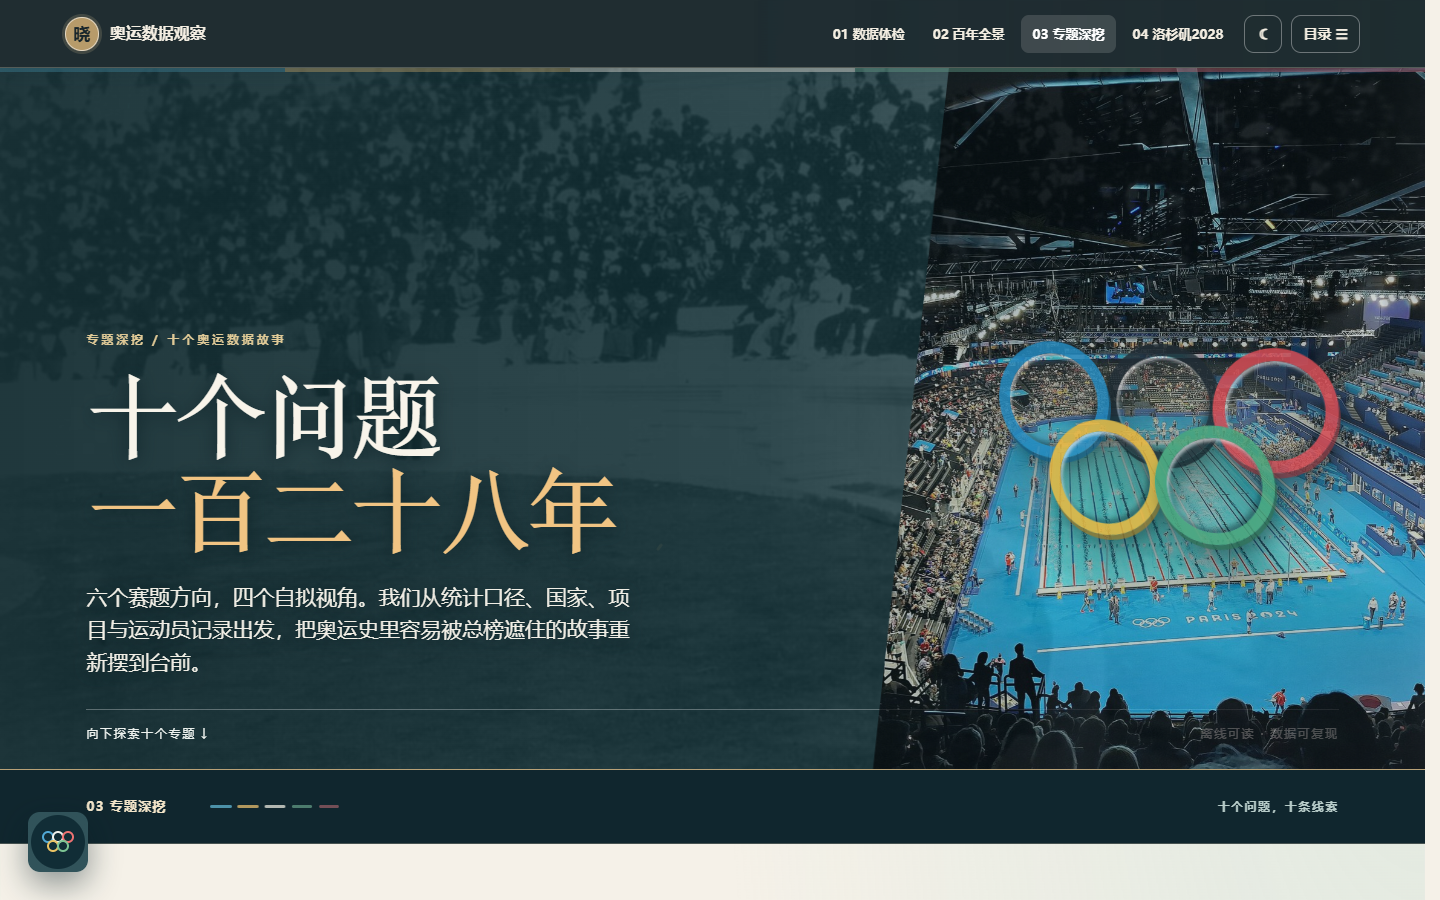 晓 奥运数据观察
01 数据体检 02 百年全景 03 专题深挖 04 洛杉矶2028 目录
专题深挖 / 十个奥运数据故事
十个问题
一百二十八年
六个赛题方向，四个自拟视角。我们从统计口径、国家、项
目与运动员记录出发，把奥运史里容易被总榜遮住的故事重
新摆到台前。
PARIS 2024
向下探索十个专题 ↓
离线可读 · 数据可复现
03 专题深挖
十个问题，十条线索